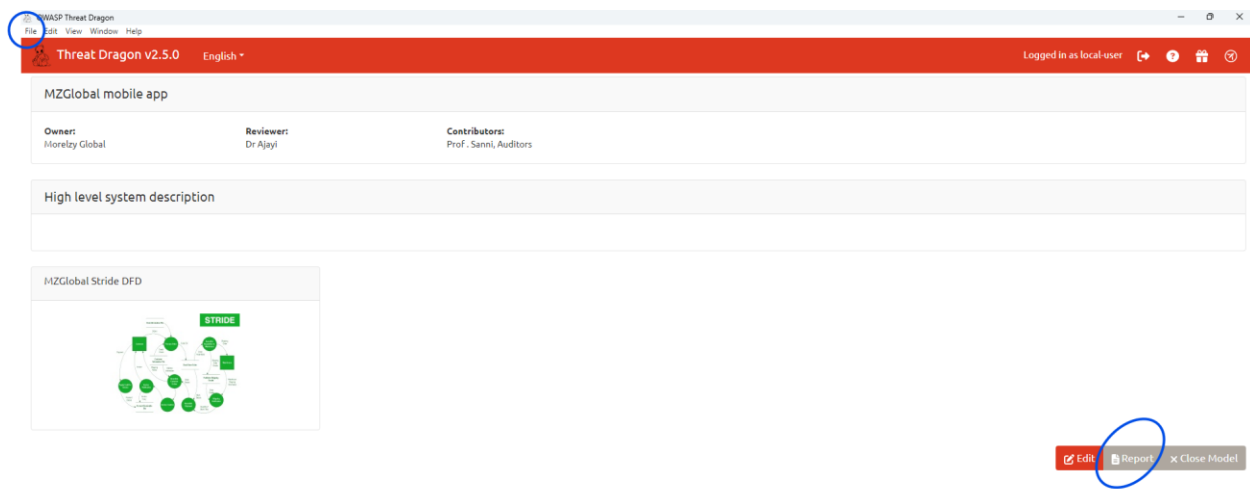 OWASP Threat Dragon
File Edit View Window Help
Threat Dragon v2.5.0 English Logged in as local-user
MZGlobal mobile app
Owner: Reviewer: Contributors:
Morelzy Global Dr Ajayi Prof . Sanni, Auditors
High level system description
MZGlobal Stride DFD
STRIDE
Edit Report Close Model